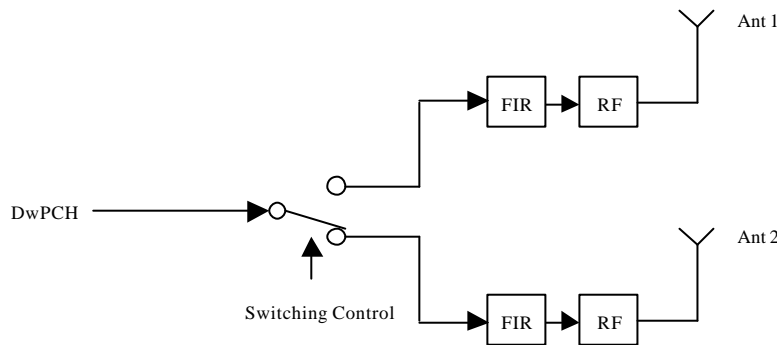 Ant 1
FIR
RF
DwPCH
Ant 2
Switching Control
FIR
RF